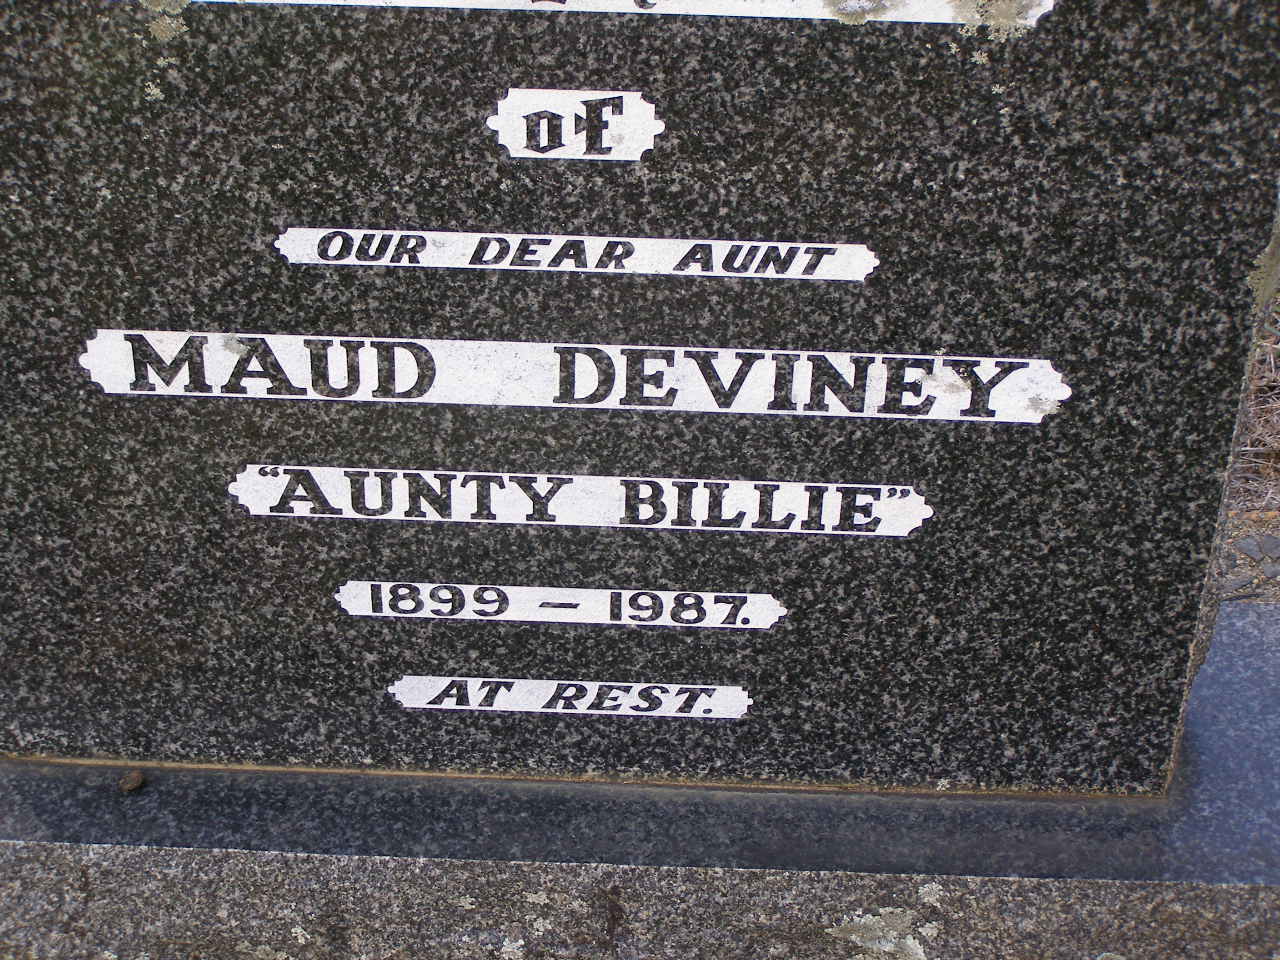 OF
OUR DEAR AUNT
MAUD DEVINEY
"AUNTY BILLIE"
1899 – 1987.
AT REST.